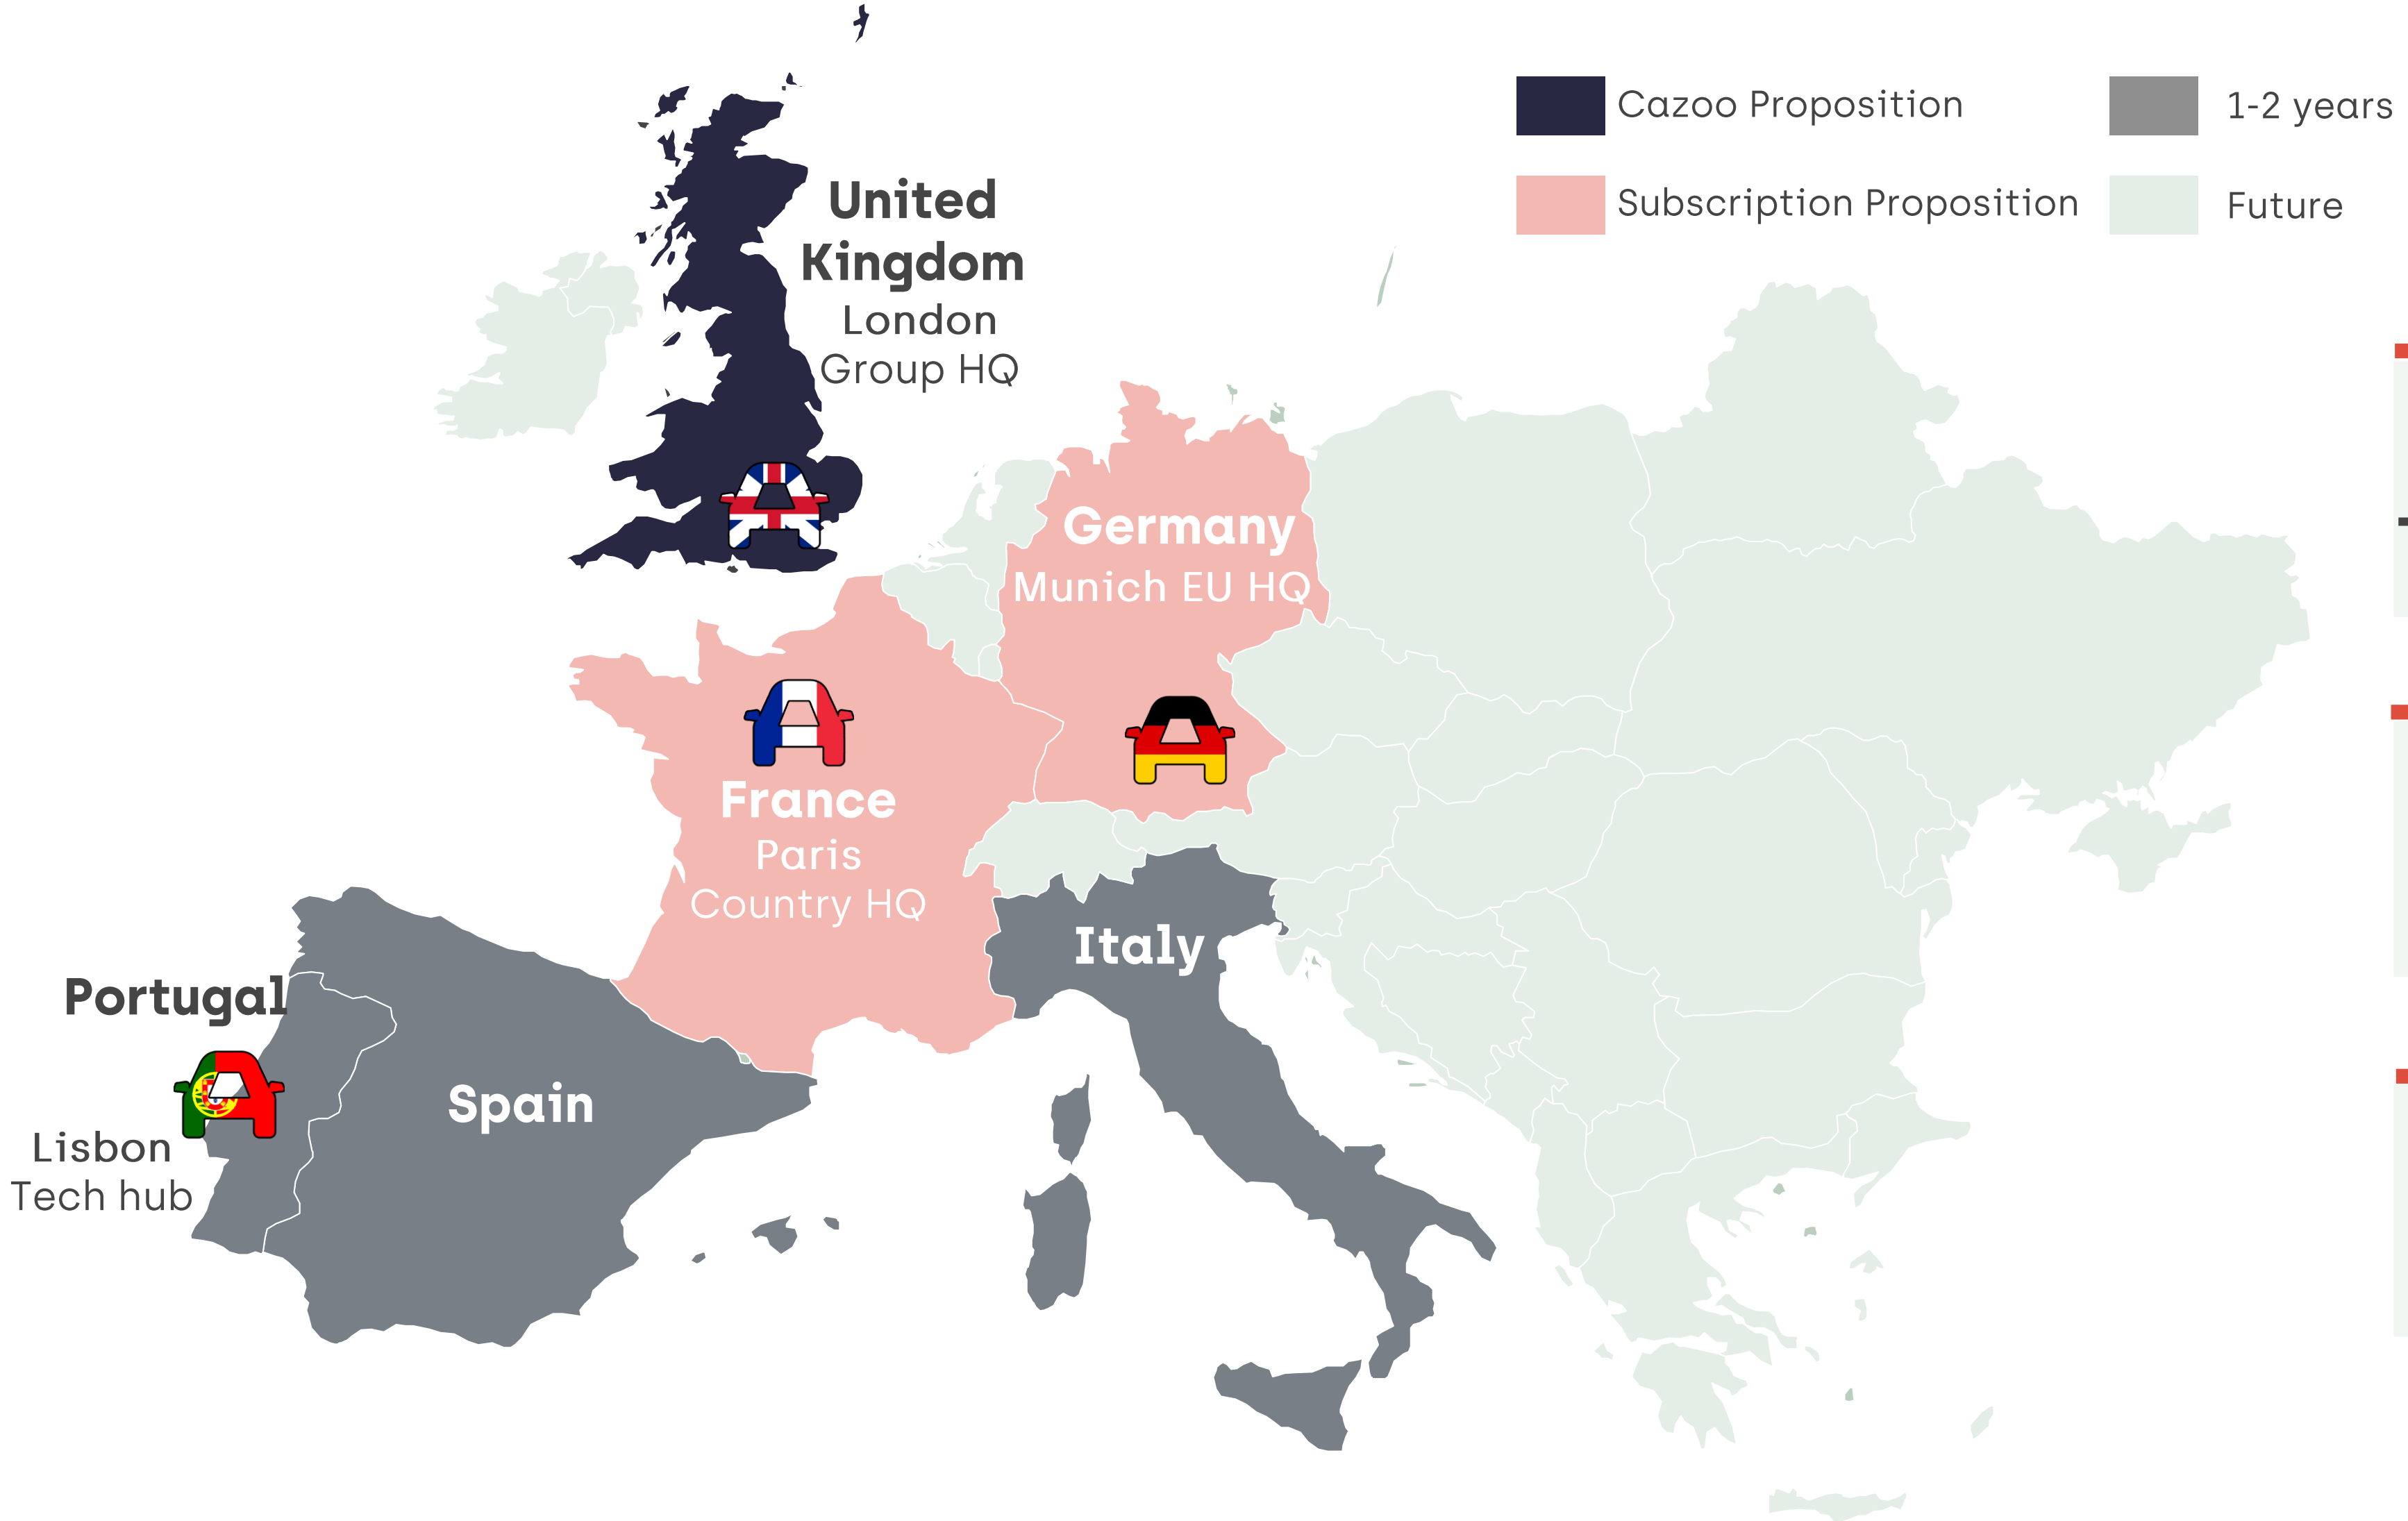 Cazoo Proposition
1-2 years
Subscription Proposition
Future
United
Kingdom
London
Group HQ
Germany
Munich EU HQ
France
Paris
Country HQ
Italy
Portugal
Spain
Lisbon
Tech hub